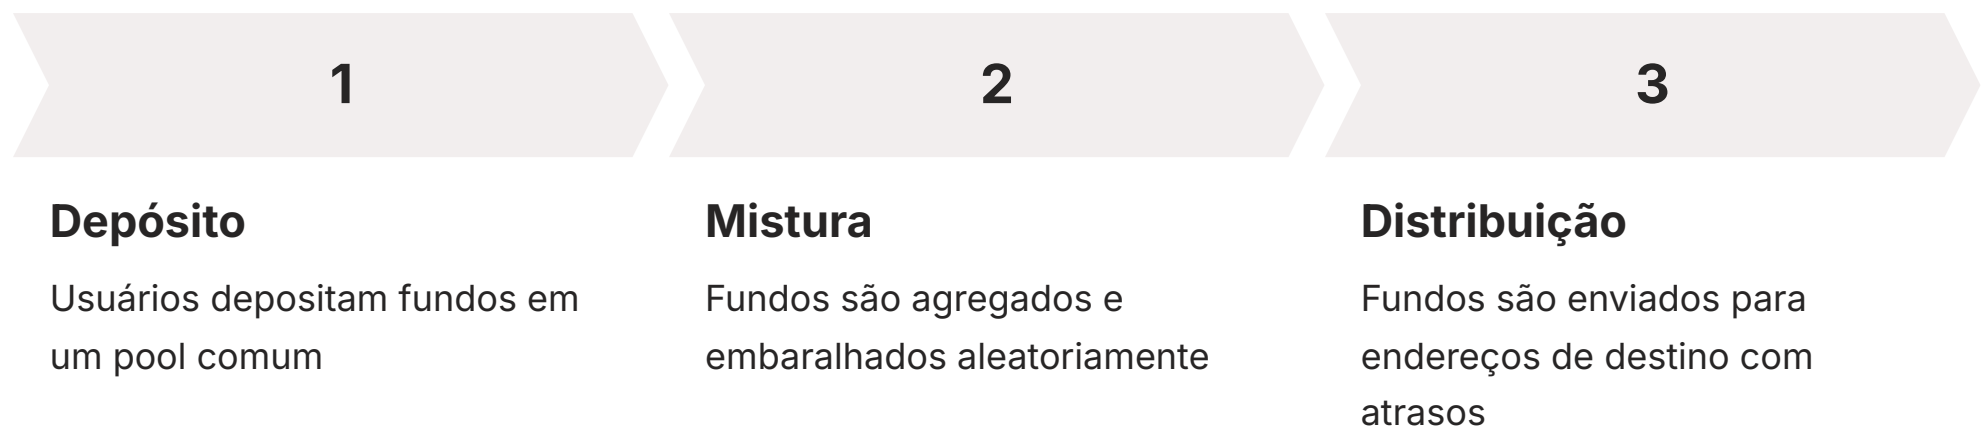 1
2
3
Depósito
Usuários depositam fundos em
um pool comum
Mistura
Fundos são agregados e
embaralhados aleatoriamente
Distribuição
Fundos são enviados para
endereços de destino com
atrasos